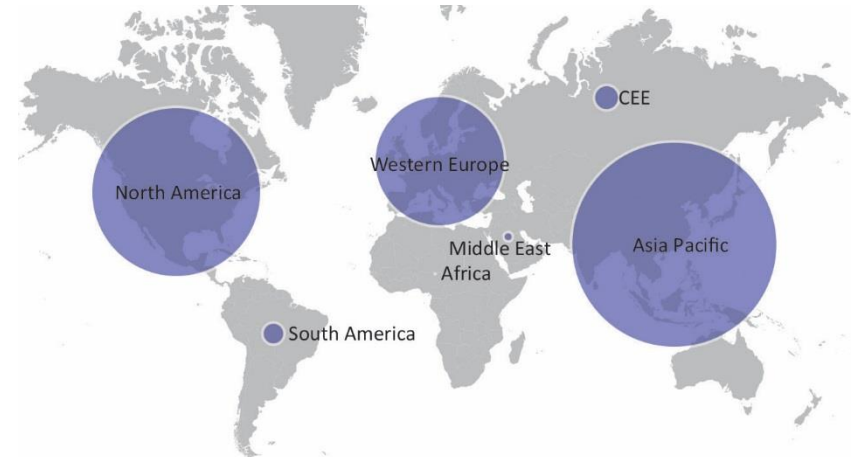 CEE
Western Europe
North America
Asia Pacific
Middle East
Africa
South America